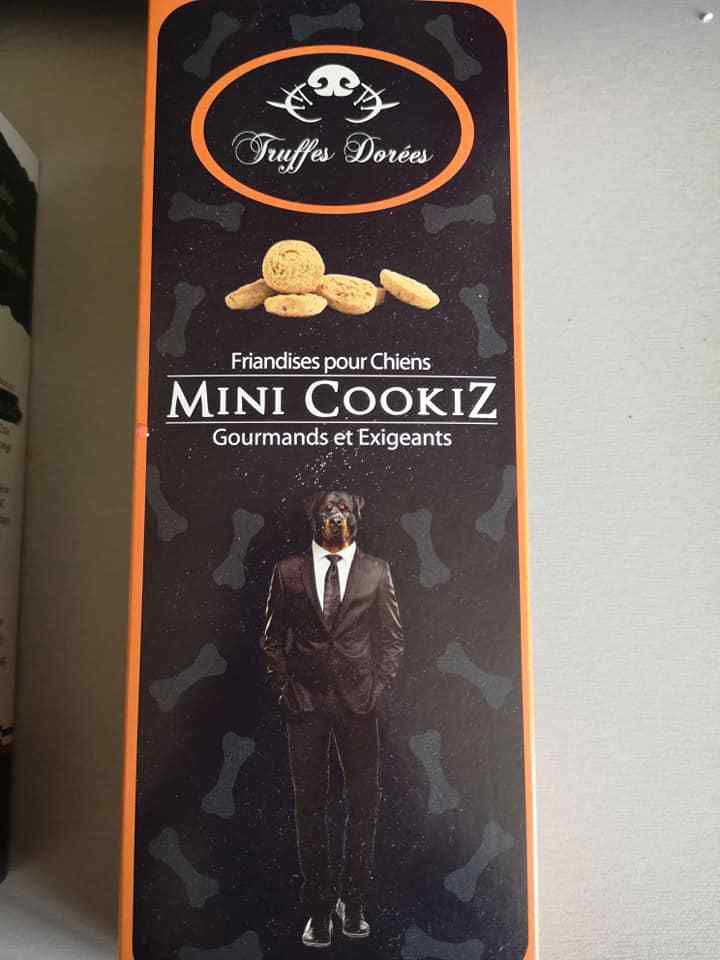 Truffes Dorées
Friandises pour Chiens
MINI COOKIZ
Gourmands et Exigeants